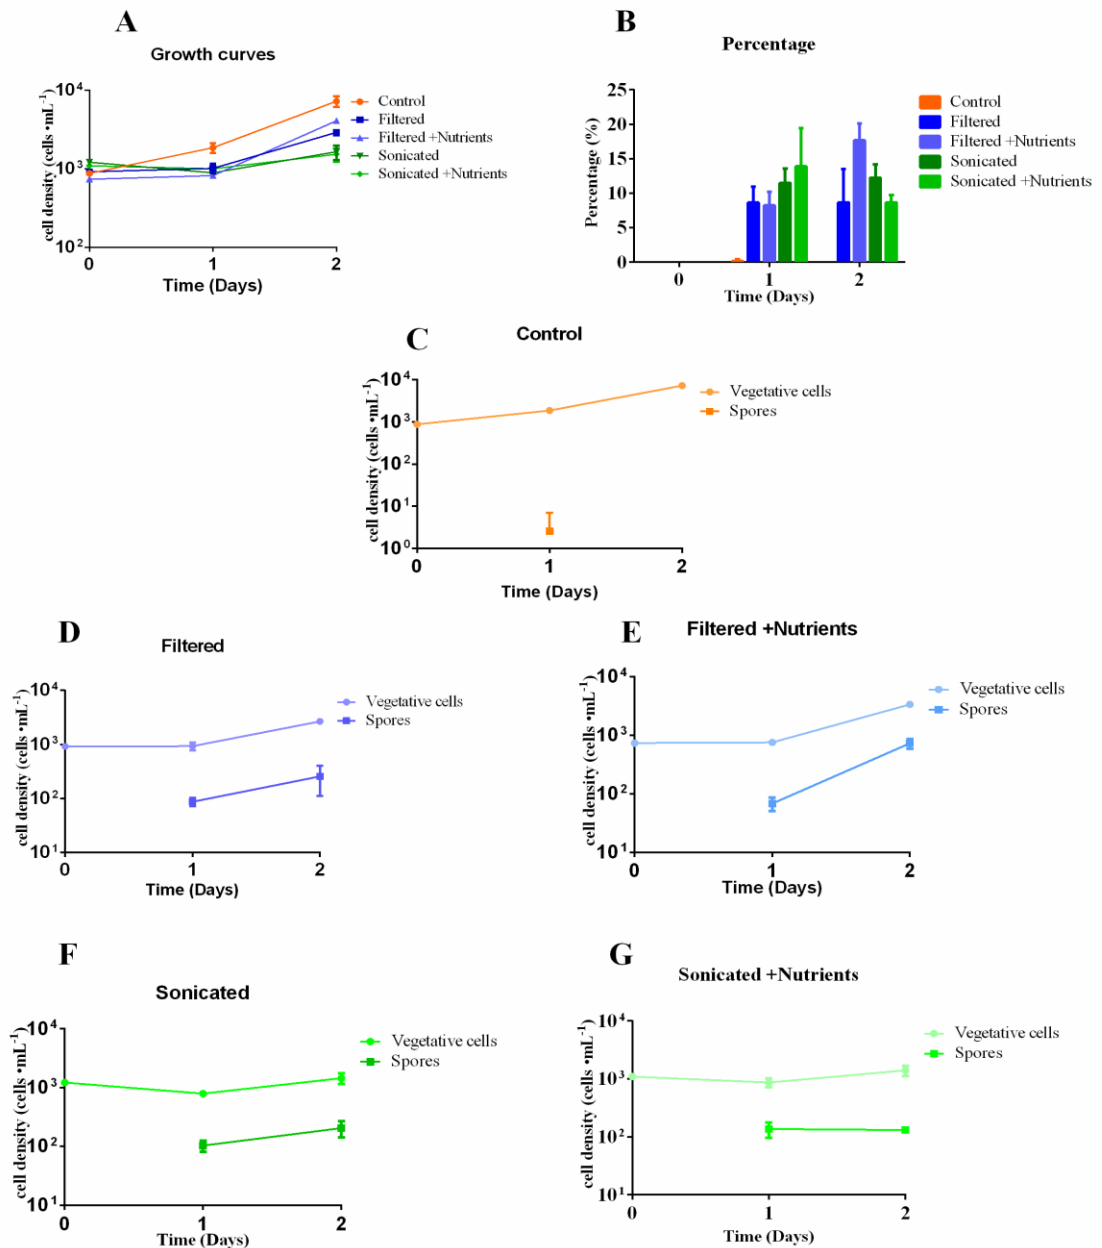 A
Growth curves
cell density (cells •mL⁻¹)
10⁴
10³
10²
0
1
2
Time (Days)
Control
Filtered
Filtered +Nutrients
Sonicated
Sonicated +Nutrients
B
Percentage
Percentage (%)
25
20
15
10
5
0
0
1
2
Time (Days)
Control
Filtered
Filtered +Nutrients
Sonicated
Sonicated +Nutrients
C
Control
cell density (cells •mL⁻¹)
10⁴
10³
10²
10¹
10⁰
0
1
2
Time (Days)
Vegetative cells
Spores
D
Filtered
cell density (cells •mL⁻¹)
10⁴
10³
10²
10¹
0
1
2
Time (Days)
Vegetative cells
Spores
E
Filtered +Nutrients
cell density (cells •mL⁻¹)
10⁴
10³
10²
10¹
0
1
2
Time (Days)
Vegetative cells
Spores
F
Sonicated
cell density (cells •mL⁻¹)
10⁴
10³
10²
10¹
0
1
2
Time (Days)
Vegetative cells
Spores
G
Sonicated +Nutrients
cell density (cells •mL⁻¹)
10⁴
10³
10²
10¹
0
1
2
Time (Days)
Vegetative cells
Spores